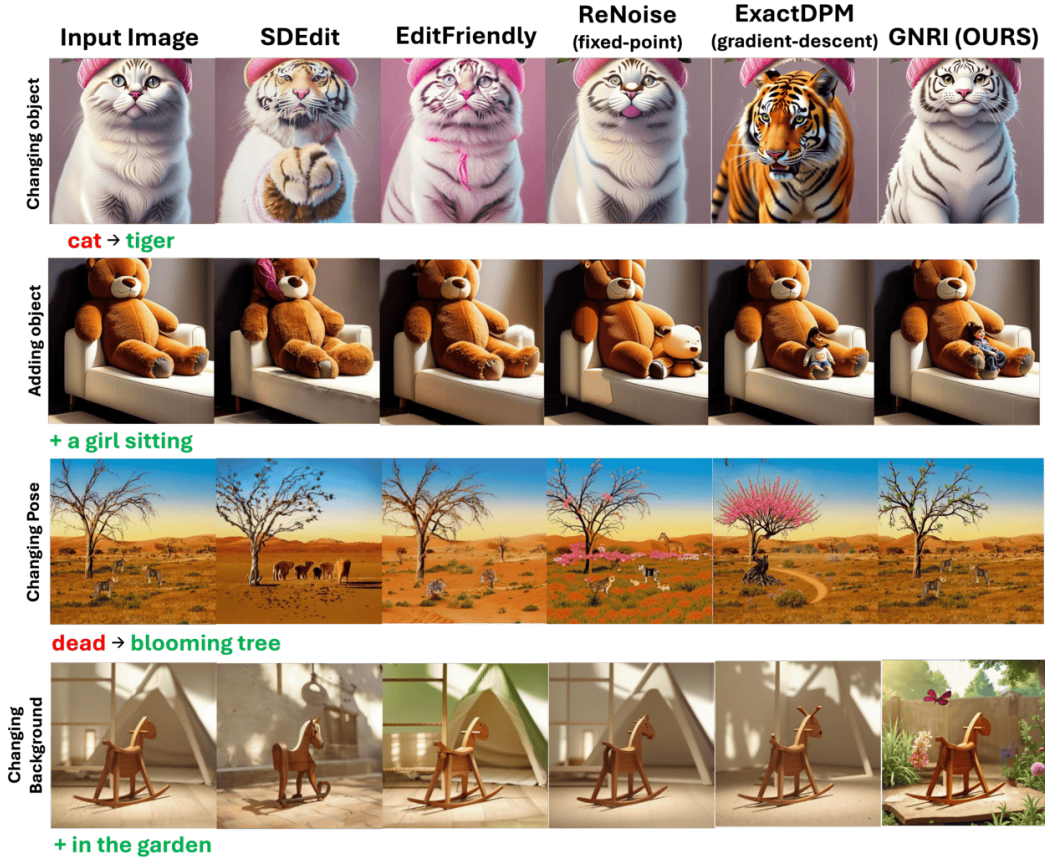 Input Image
SDEdit
EditFriendly
ReNoise
(fixed-point)
ExactDPM
(gradient-descent)
GNRI (OURS)
Changing object
cat → tiger
Adding object
+ a girl sitting
Changing Pose
dead → blooming tree
Changing
Background
+ in the garden